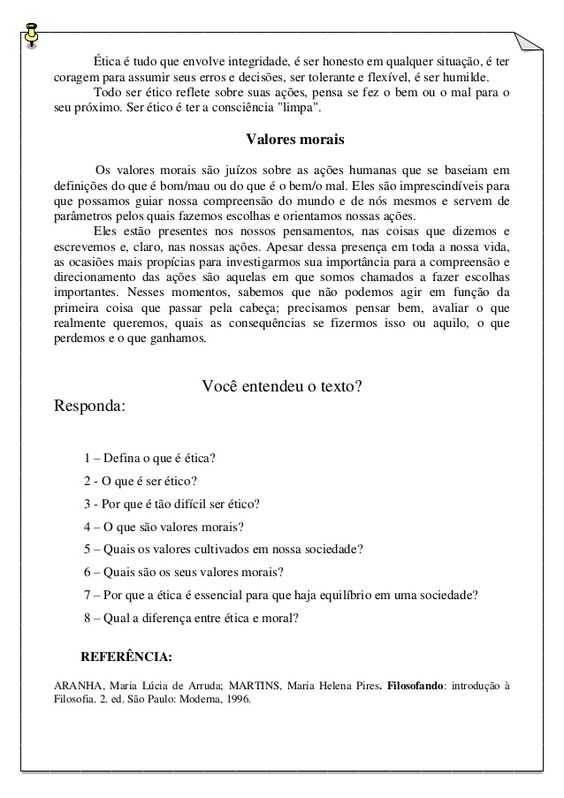 Ética é tudo que envolve integridade, é ser honesto em qualquer situação, é ter
coragem para assumir seus erros e decisões, ser tolerante e flexível, é ser humilde.
Todo ser ético reflete sobre suas ações, pensa se fez o bem ou o mal para o
seu próximo. Ser ético é ter a consciência "limpa".
Valores morais
Os valores morais são juízos sobre as ações humanas que se baseiam em
definições do que é bom/mau ou do que é o bem/o mal. Eles são imprescindíveis para
que possamos guiar nossa compreensão do mundo e de nós mesmos e servem de
parâmetros pelos quais fazemos escolhas e orientamos nossas ações.
Eles estão presentes nos nossos pensamentos, nas coisas que dizemos e
escrevemos e, claro, nas nossas ações. Apesar dessa presença em toda a nossa vida,
as ocasiões mais propícias para investigarmos sua importância para a compreensão e
direcionamento das ações são aquelas em que somos chamados a fazer escolhas
importantes. Nesses momentos, sabemos que não podemos agir em função da
primeira coisa que passar pela cabeça; precisamos pensar bem, avaliar o que
realmente queremos, quais as consequências se fizermos isso ou aquilo, o que
perdemos e o que ganhamos.
Você entendeu o texto?
Responda:
1 – Defina o que é ética?
2 - O que é ser ético?
3 - Por que é tão difícil ser ético?
4 – O que são valores morais?
5 – Quais os valores cultivados em nossa sociedade?
6 – Quais são os seus valores morais?
7 – Por que a ética é essencial para que haja equilíbrio em uma sociedade?
8 – Qual a diferença entre ética e moral?
REFERÊNCIA:
ARANHA, Maria Lúcia de Arruda; MARTINS, Maria Helena Pires. Filosofando: introdução à
Filosofia. 2. ed. São Paulo: Moderna, 1996.